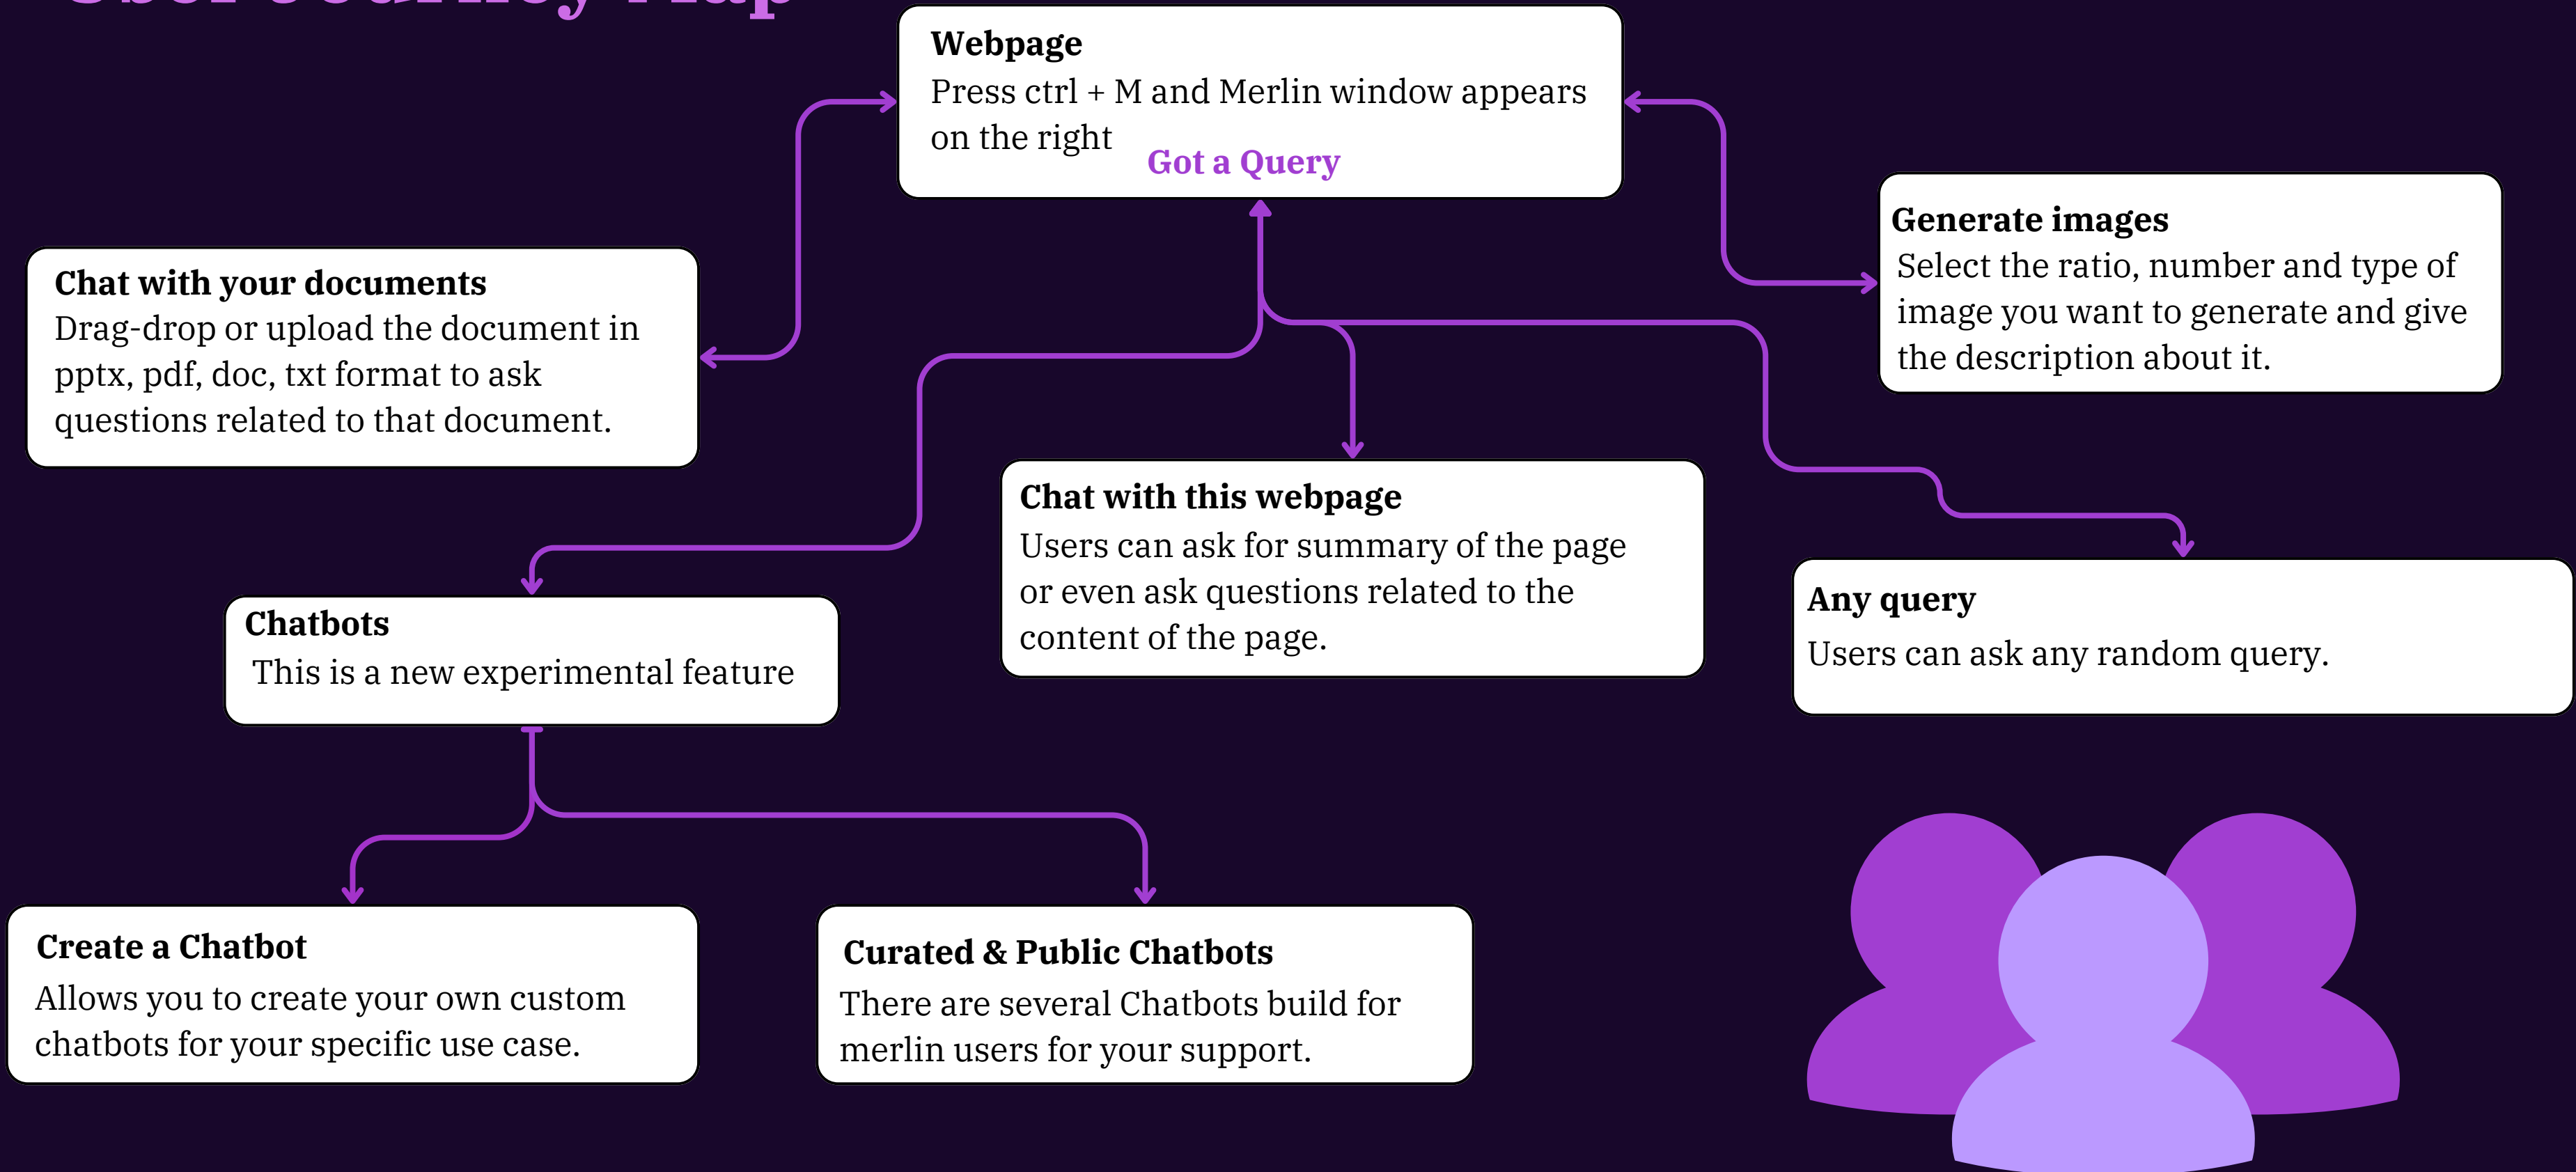 User Journey Map
Webpage
Press ctrl + M and Merlin window appears
on the right
Got a Query
Generate images
Select the ratio, number and type of
image you want to generate and give
the description about it.
Chat with your documents
Drag-drop or upload the document in
pptx, pdf, doc, txt format to ask
questions related to that document.
Chat with this webpage
Users can ask for summary of the page
or even ask questions related to the
content of the page.
Any query
Users can ask any random query.
Chatbots
This is a new experimental feature
Create a Chatbot
Allows you to create your own custom
chatbots for your specific use case.
Curated & Public Chatbots
There are several Chatbots build for
merlin users for your support.